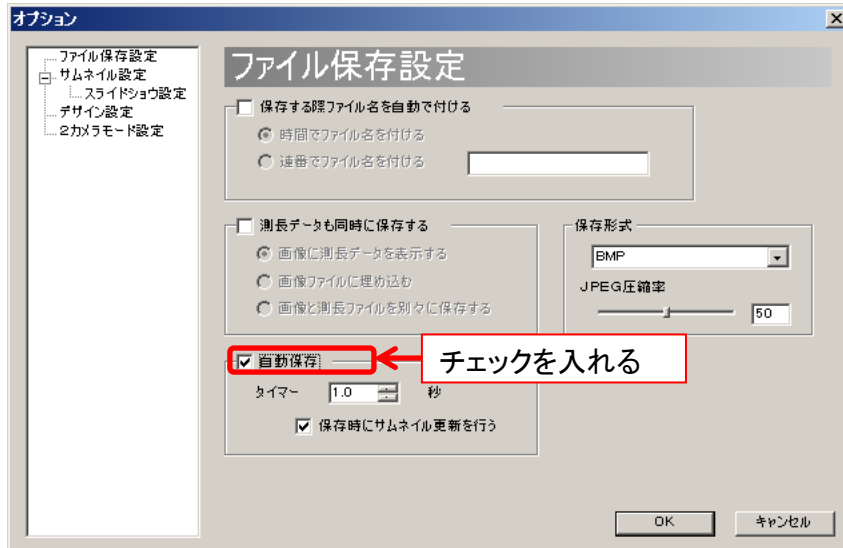 オプション
ファイル保存設定
サムネイル設定
スライドショウ設定
デザイン設定
2カメラモード設定
ファイル保存設定
保存する際ファイル名を自動で付ける
時間でファイル名を付ける
連番でファイル名を付ける
測長データも同時に保存する
画像に測長データを表示する
画像ファイルに埋め込む
画像と測長ファイルを別々に保存する
保存形式
BMP
JPEG圧縮率
50
自動保存
チェックを入れる
タイマー 1.0 秒
保存時にサムネイル更新を行う
OK
キャンセル